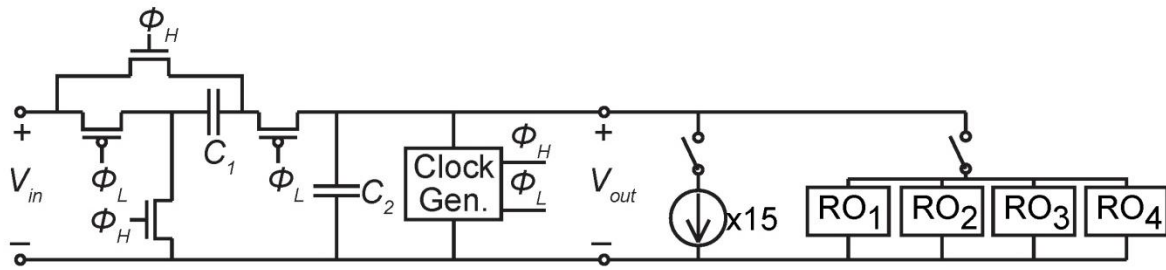 Φ_H
+
V_in
−
Φ_L
Φ_H
C_1
Φ_L
C_2
Clock
Gen.
Φ_H
Φ_L
+
V_out
−
x15
RO_1
RO_2
RO_3
RO_4